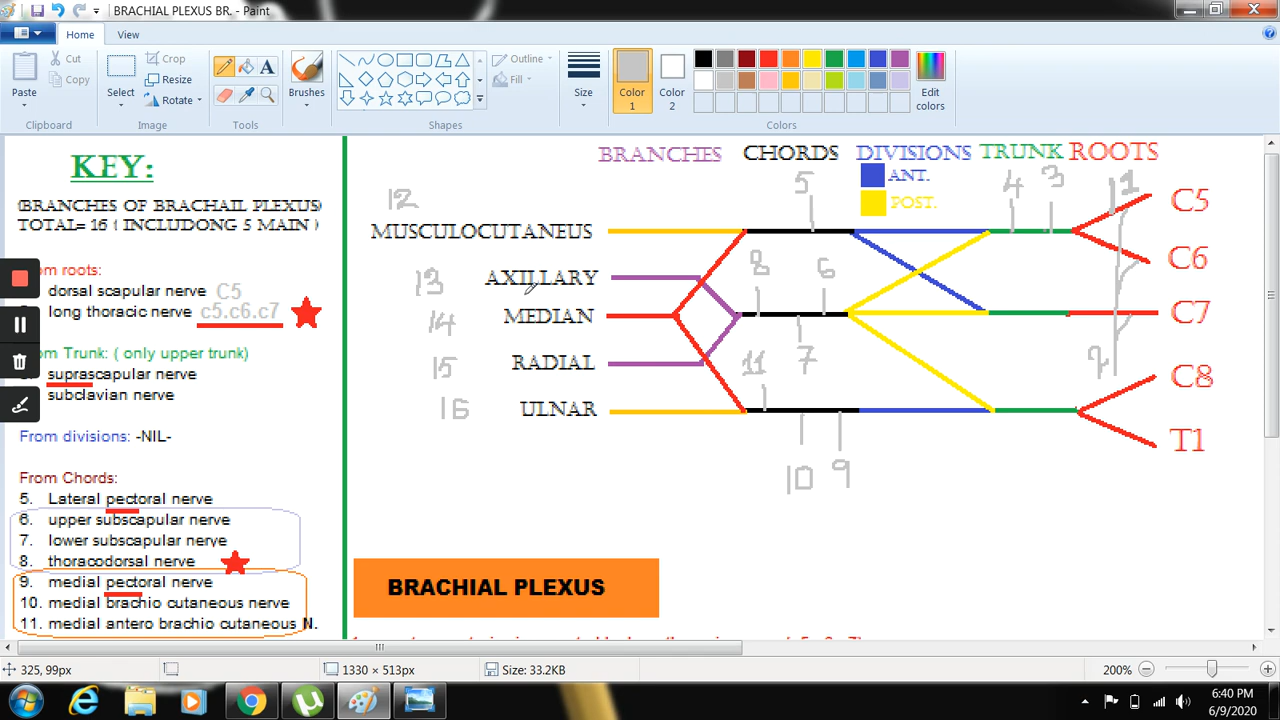 BRACHIAL PLEXUS BR. - Paint
Home View
Cut
Copy
Paste
Clipboard
Crop
Resize
Rotate
Select
Image
Tools
Brushes
Outline
Fill
Shapes
Size
Color 1
Color 2
Edit colors
Colors
KEY:
(BRANCHES OF BRACHAIL PLEXUS)
TOTAL= 16 ( INCLUDONG 5 MAIN )
om roots:
dorsal scapular nerve C5
long thoracic nerve c5.c6.c7
om Trunk: ( only upper trunk)
suprascapular nerve
subclavian nerve
From divisions: -NIL-
From Chords:
5. Lateral pectoral nerve
6. upper subscapular nerve
7. lower subscapular nerve
8. thoracodorsal nerve
9. medial pectoral nerve
10. medial brachio cutaneous nerve
11. medial antero brachio cutaneous N.
BRANCHES CHORDS DIVISIONS TRUNK ROOTS
ANT.
POST.
12 5 4 3 1
MUSCULOCUTANEUS C5
13 AXILLARY 8 6 C6
14 MEDIAN C7
15 RADIAL 11 7 C8
16 ULNAR T1
10 9
BRACHIAL PLEXUS
325, 99px
1330 × 513px
Size: 33.2KB
200%
6:40 PM
6/9/2020